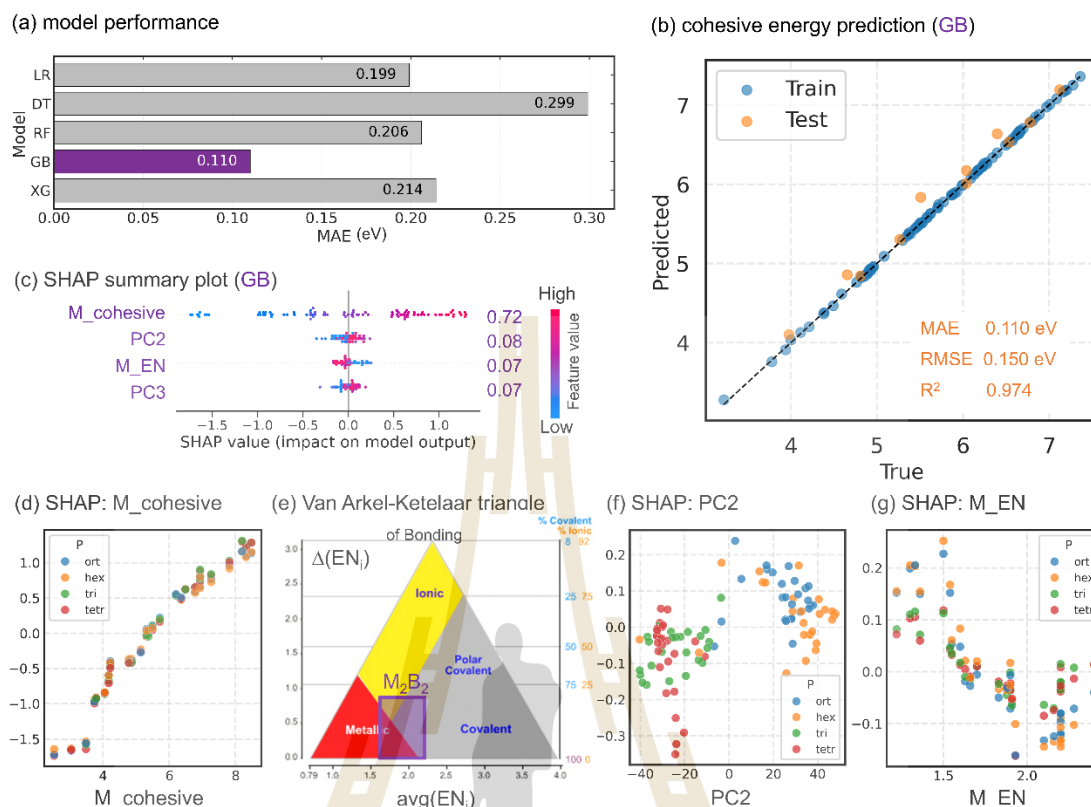 (a) model performance
Model
LR
0.199
DT
0.299
RF
0.206
GB
0.110
XG
0.214
0.00 0.05 0.10 0.15 0.20 0.25 0.30
MAE (eV)
(b) cohesive energy prediction (GB)
Train
Test
Predicted
7
6
5
4
MAE 0.110 eV
RMSE 0.150 eV
R² 0.974
4 5 6 7
True
(c) SHAP summary plot (GB)
M_cohesive 0.72
PC2 0.08
M_EN 0.07
PC3 0.07
−1.5 −1.0 −0.5 0.0 0.5 1.0
SHAP value (impact on model output)
High
Feature value
Low
(d) SHAP: M_cohesive
P
ort
hex
tri
tetr
1.0
0.5
0.0
−0.5
−1.0
−1.5
4 6 8
M_cohesive
(e) Van Arkel-Ketelaar triangle
of Bonding
% Covalent
% Ionic
Δ(ENᵢ)
3.0
2.5
2.0
1.5
1.0
0.5
0.0
8 92
25 75
50 50
75 25
100 0
Ionic
Polar
Covalent
M₂B₂
Metallic
Covalent
0.79 1.0 1.5 2.0 2.5 3.0 3.5 4.0
avg(ENᵢ)
(f) SHAP: PC2
0.2
0.1
0.0
−0.1
−0.2
−0.3
P
ort
hex
tri
tetr
−40 −20 0 20 40
PC2
(g) SHAP: M_EN
P
ort
hex
tri
tetr
0.2
0.1
0.0
−0.1
1.5 2.0
M_EN